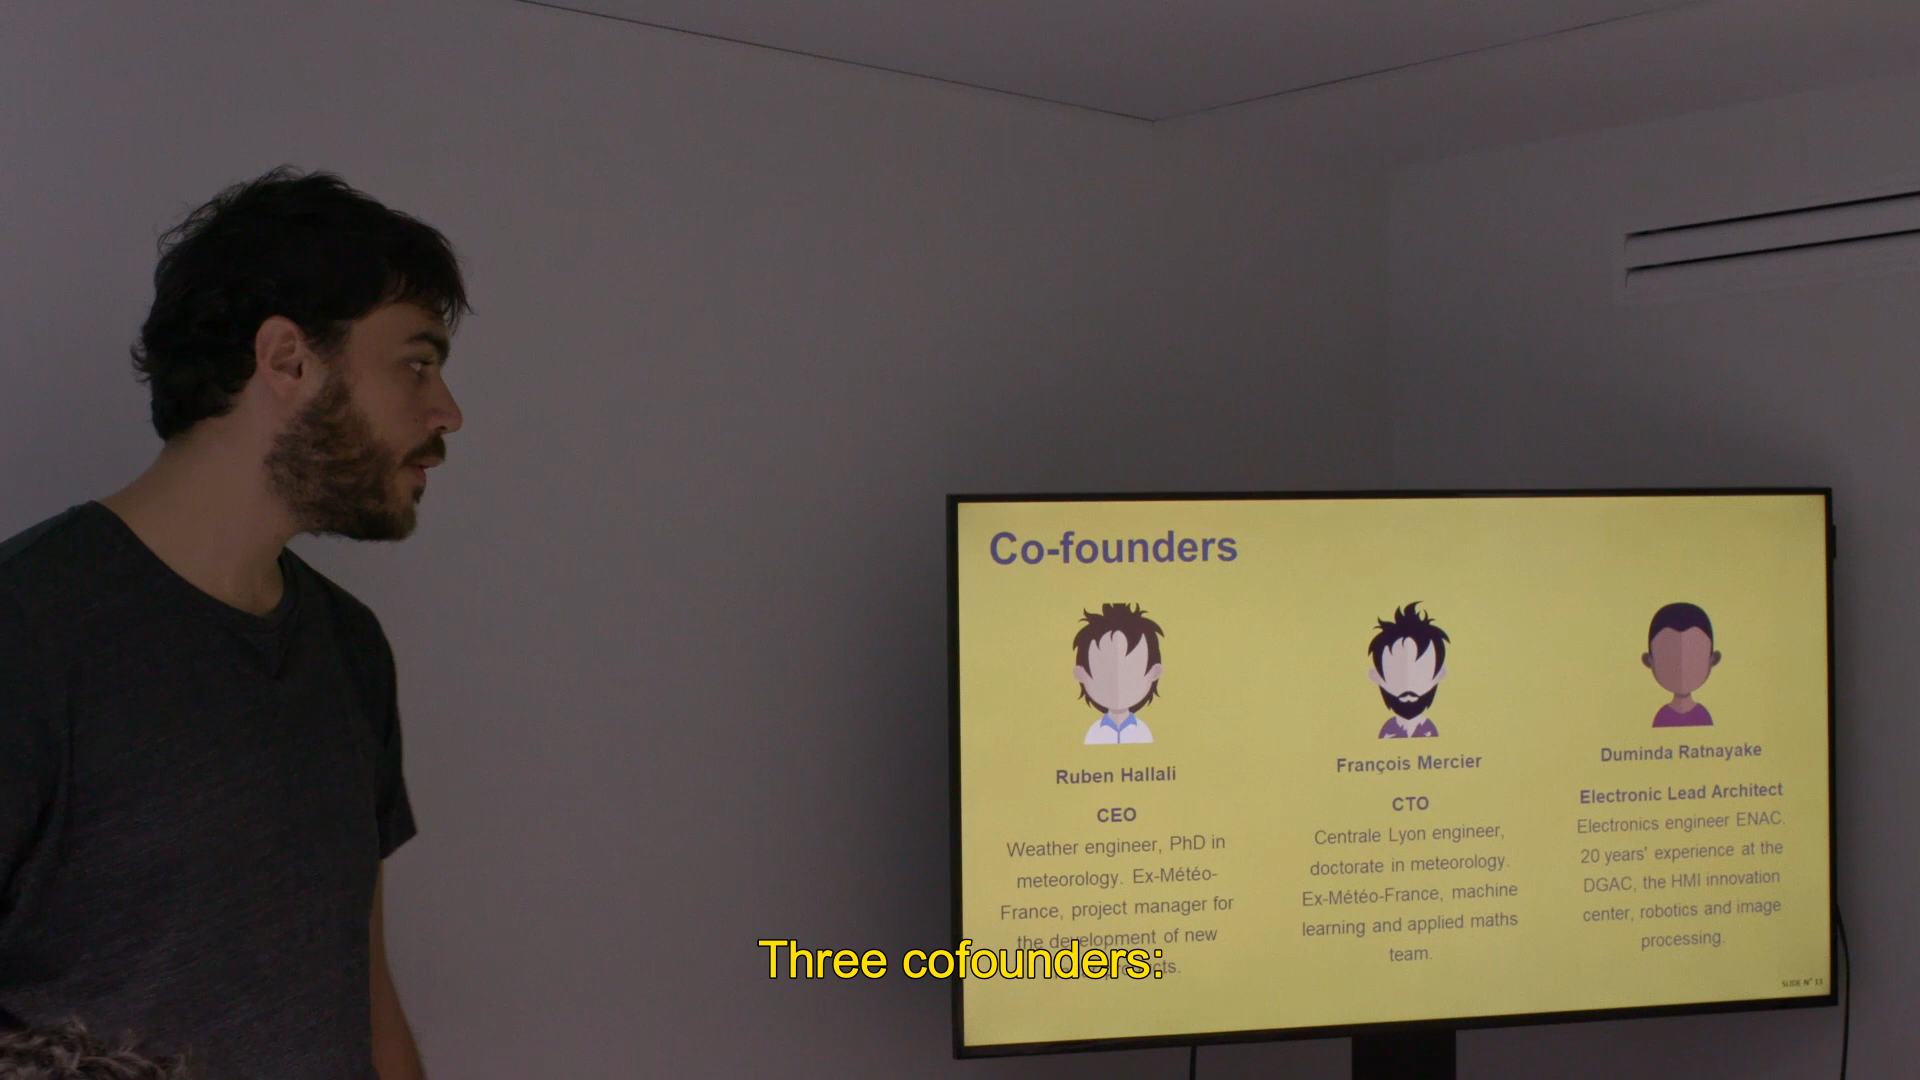 Co-founders
Ruben Hallali
CEO
Weather engineer, PhD in
meteorology. Ex-Météo-
France, project manager for
the development of new
François Mercier
CTO
Centrale Lyon engineer,
doctorate in meteorology.
Ex-Météo-France, machine
learning and applied maths
team.
Duminda Ratnayake
Electronic Lead Architect
Electronics engineer ENAC.
20 years' experience at the
DGAC, the HMI innovation
center, robotics and image
processing.
SLIDE N° 13
Three cofounders: